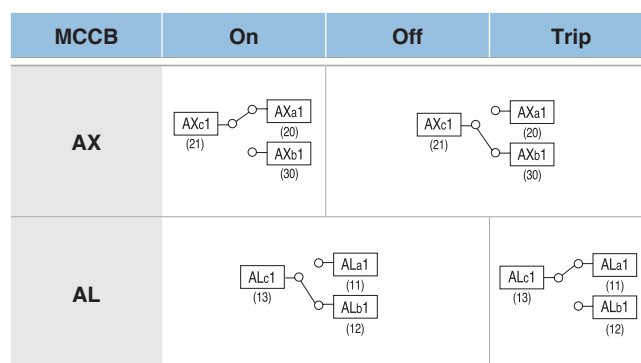 MCCB On Off Trip
AX
AXc1
(21)
AXa1
(20)
AXb1
(30)
AXc1
(21)
AXa1
(20)
AXb1
(30)
AL
ALc1
(13)
ALa1
(11)
ALb1
(12)
ALc1
(13)
ALa1
(11)
ALb1
(12)